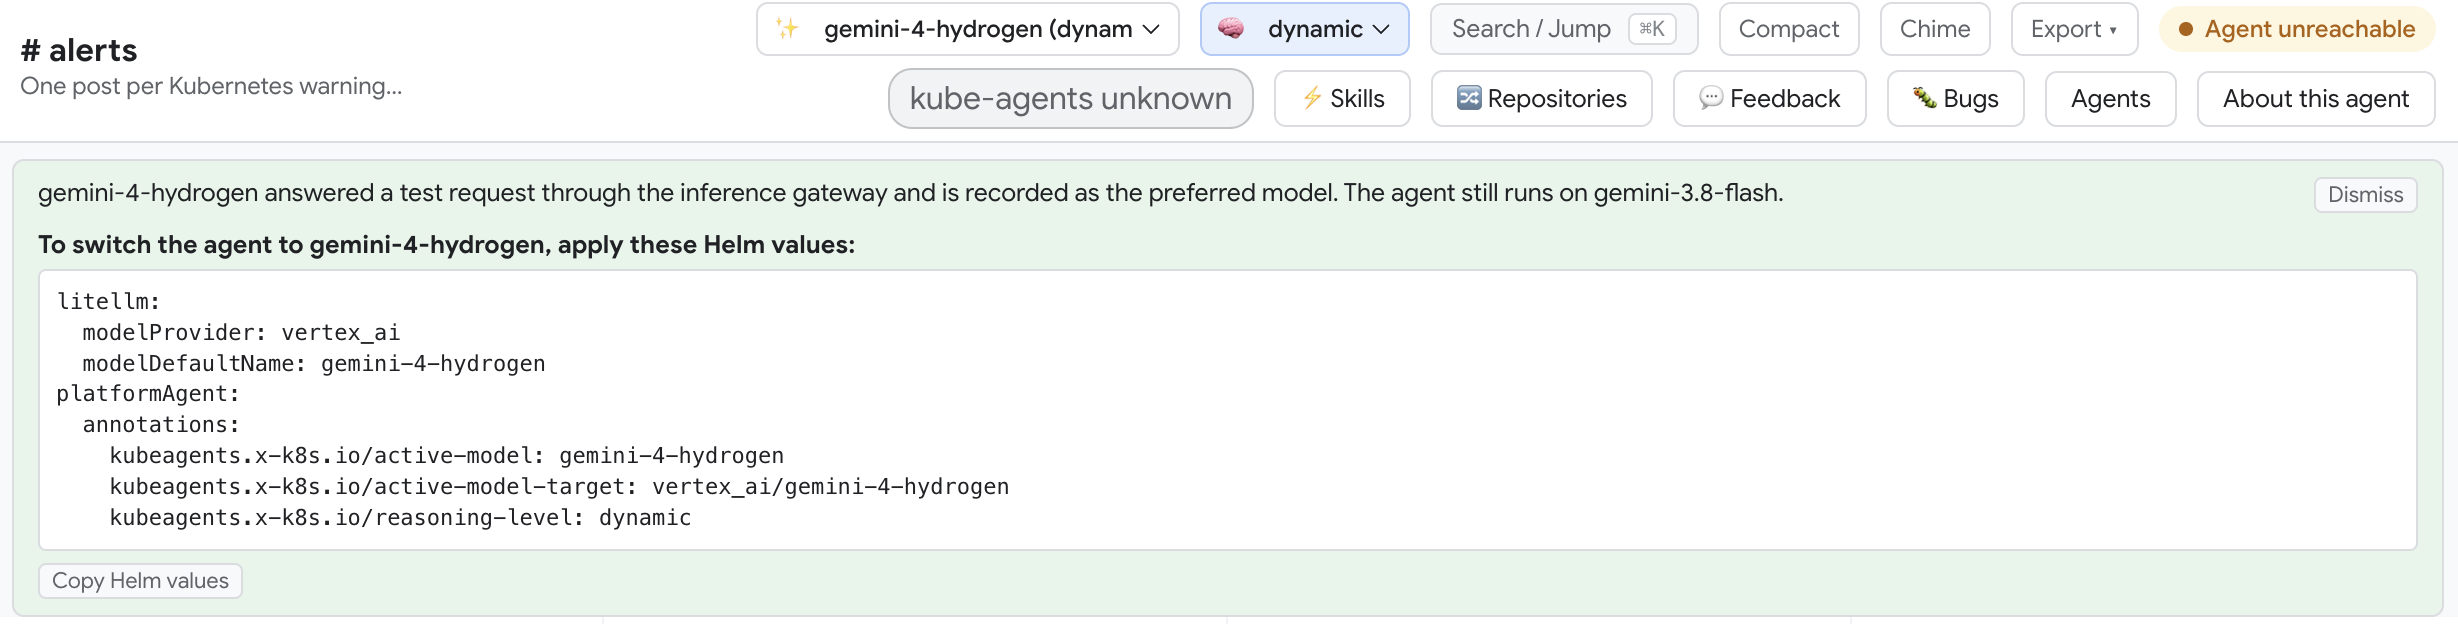 # alerts
One post per Kubernetes warning...
✨ gemini-4-hydrogen (dynam
🧠 dynamic
Search / Jump ⌘K
Compact
Chime
Export ▾
Agent unreachable
kube-agents unknown
⚡ Skills
🔀 Repositories
💬 Feedback
🐛 Bugs
Agents
About this agent
gemini-4-hydrogen answered a test request through the inference gateway and is recorded as the preferred model. The agent still runs on gemini-3.8-flash.
Dismiss
To switch the agent to gemini-4-hydrogen, apply these Helm values:
litellm:
  modelProvider: vertex_ai
  modelDefaultName: gemini-4-hydrogen
platformAgent:
  annotations:
    kubeagents.x-k8s.io/active-model: gemini-4-hydrogen
    kubeagents.x-k8s.io/active-model-target: vertex_ai/gemini-4-hydrogen
    kubeagents.x-k8s.io/reasoning-level: dynamic
Copy Helm values